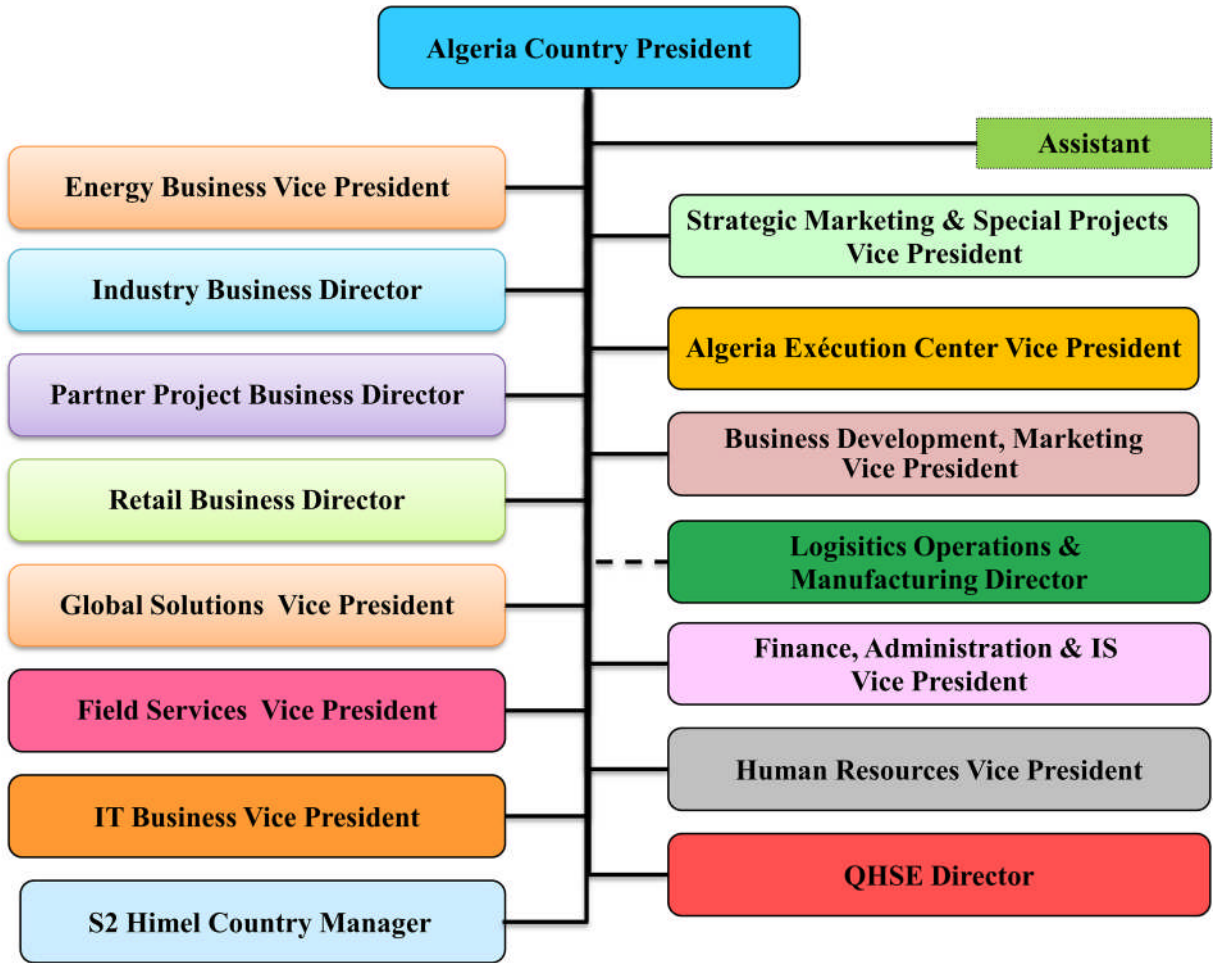 Algeria Country President
Assistant
Energy Business Vice President
Industry Business Director
Partner Project Business Director
Retail Business Director
Global Solutions  Vice President
Field Services  Vice President
IT Business Vice President
S2 Himel Country Manager
Strategic Marketing & Special Projects
Vice President
Algeria Exécution Center Vice President
Business Development, Marketing
Vice President
Logisitics Operations &
Manufacturing Director
Finance, Administration & IS
Vice President
Human Resources Vice President
QHSE Director